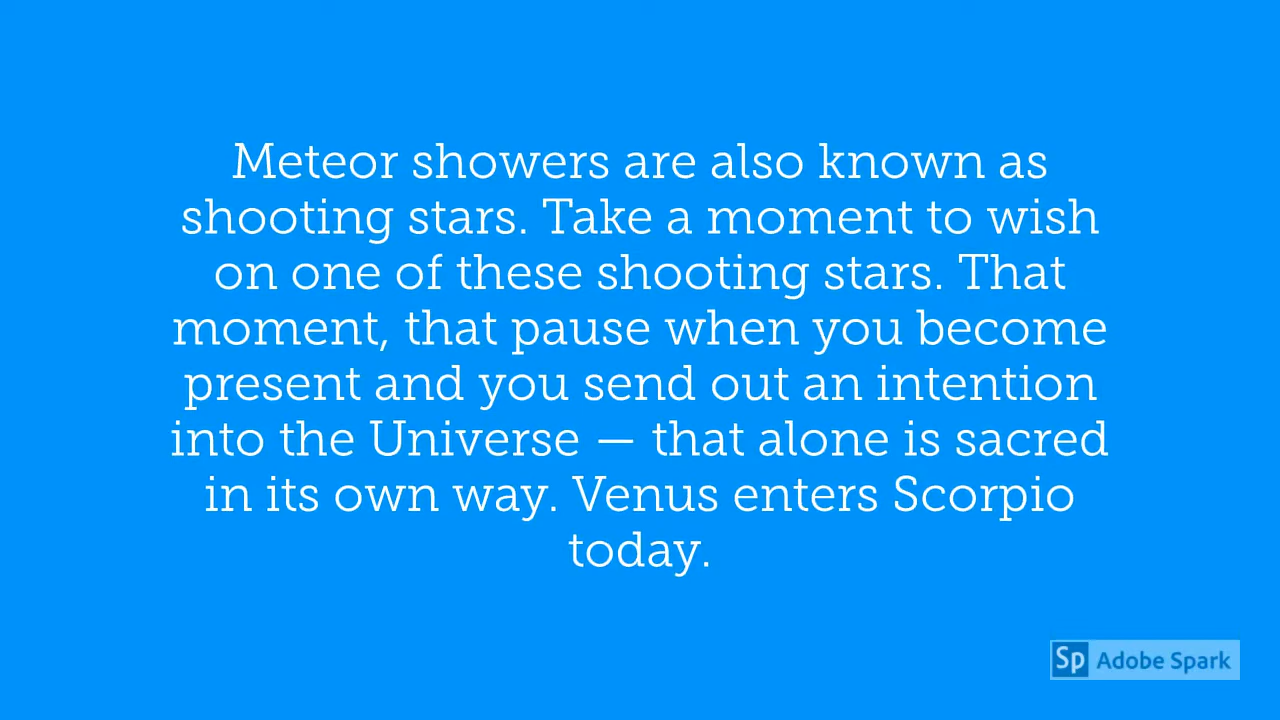 Meteor showers are also known as
shooting stars. Take a moment to wish
on one of these shooting stars. That
moment, that pause when you become
present and you send out an intention
into the Universe — that alone is sacred
in its own way. Venus enters Scorpio
today.
Sp Adobe Spark